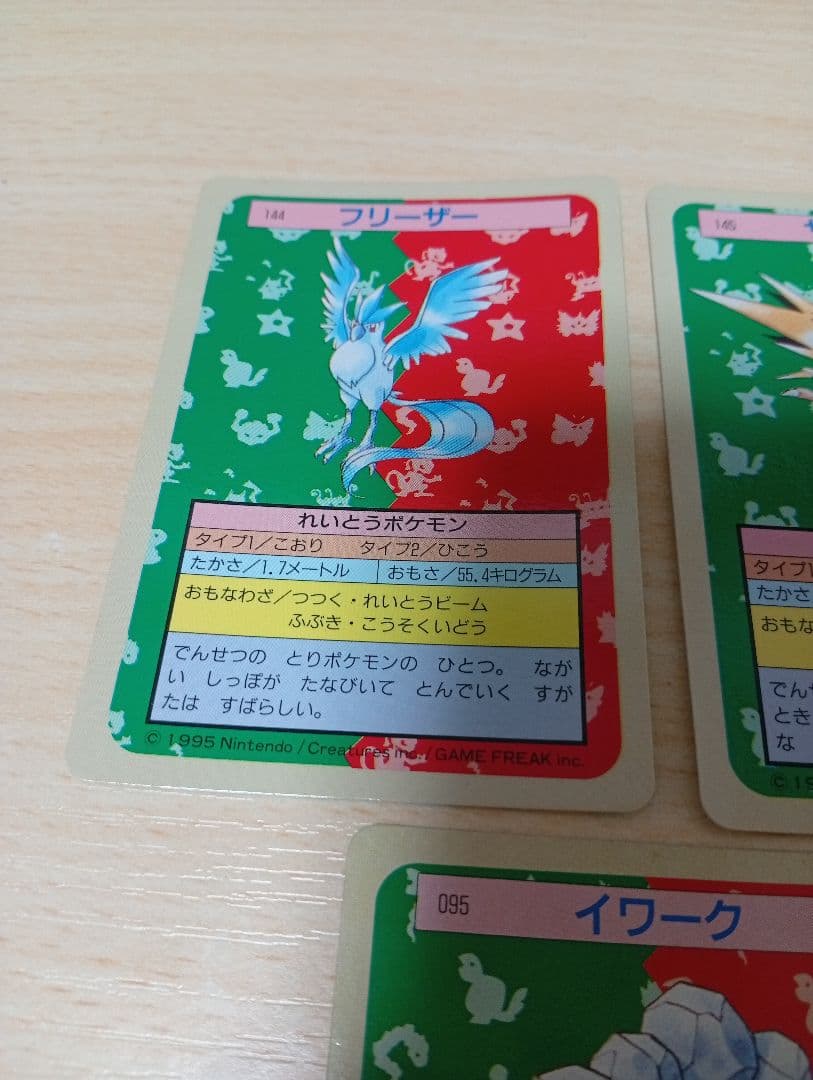 144 フリーザー
れいとうポケモン
タイプ1/こおり タイプ2/ひこう
たかさ/1.7メートル おもさ/55.4キログラム
おもなわざ/つつく・れいとうビーム
ふぶき・こうそくいどう
でんせつの とりポケモンの ひとつ。 なが
い しっぽが たなびいて とんでいく すが
たは すばらしい。
© 1995 Nintendo/Creatures inc./GAME FREAK inc.
145
タイプ
たかさ
おもな
でん
とき
な
095 イワーク